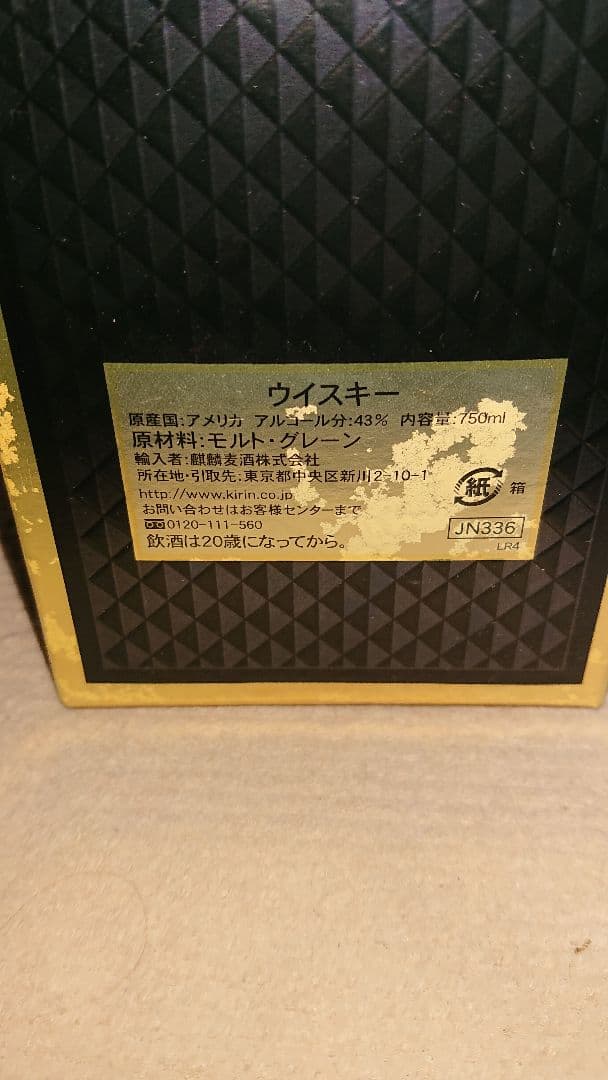 ウイスキー
原産国:アメリカ アルコール分:43% 内容量:750ml
原材料:モルト・グレーン
輸入者:麒麟麦酒株式会社
所在地・引取先:東京都中央区新川2-10-1
http://www.kirin.co.jp
お問い合わせはお客様センターまで
0120-111-560
飲酒は20歳になってから。
紙 箱
JN336
LR4